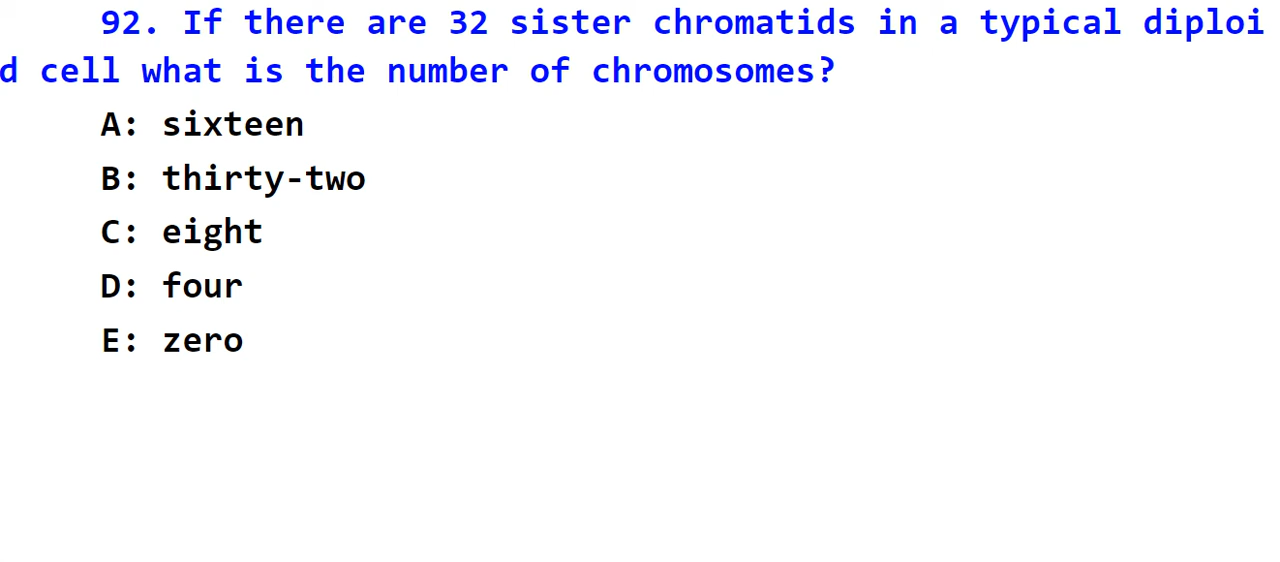 92. If there are 32 sister chromatids in a typical diploi
d cell what is the number of chromosomes?
A: sixteen
B: thirty-two
C: eight
D: four
E: zero